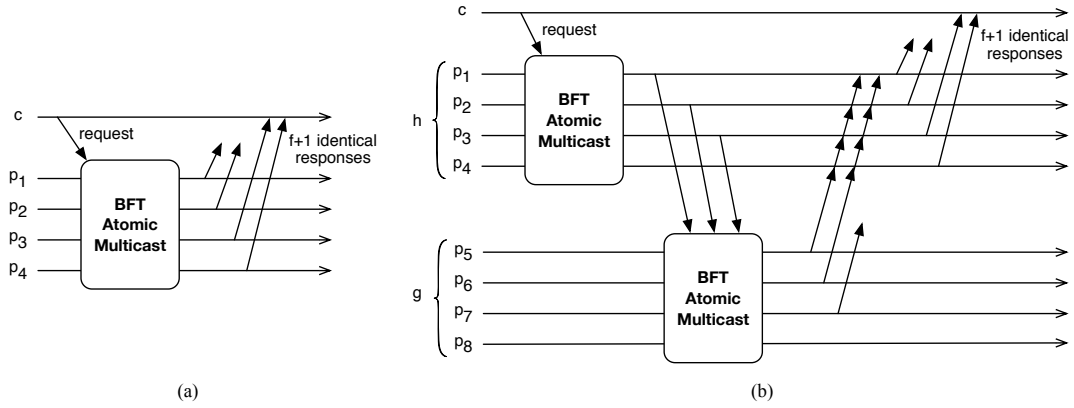 c
request
f+1 identical
responses
p1
p2
p3
p4
BFT
Atomic
Multicast
(a)
c
request
f+1 identical
responses
h
p1
p2
p3
p4
BFT
Atomic
Multicast
g
p5
p6
p7
p8
BFT
Atomic
Multicast
(b)